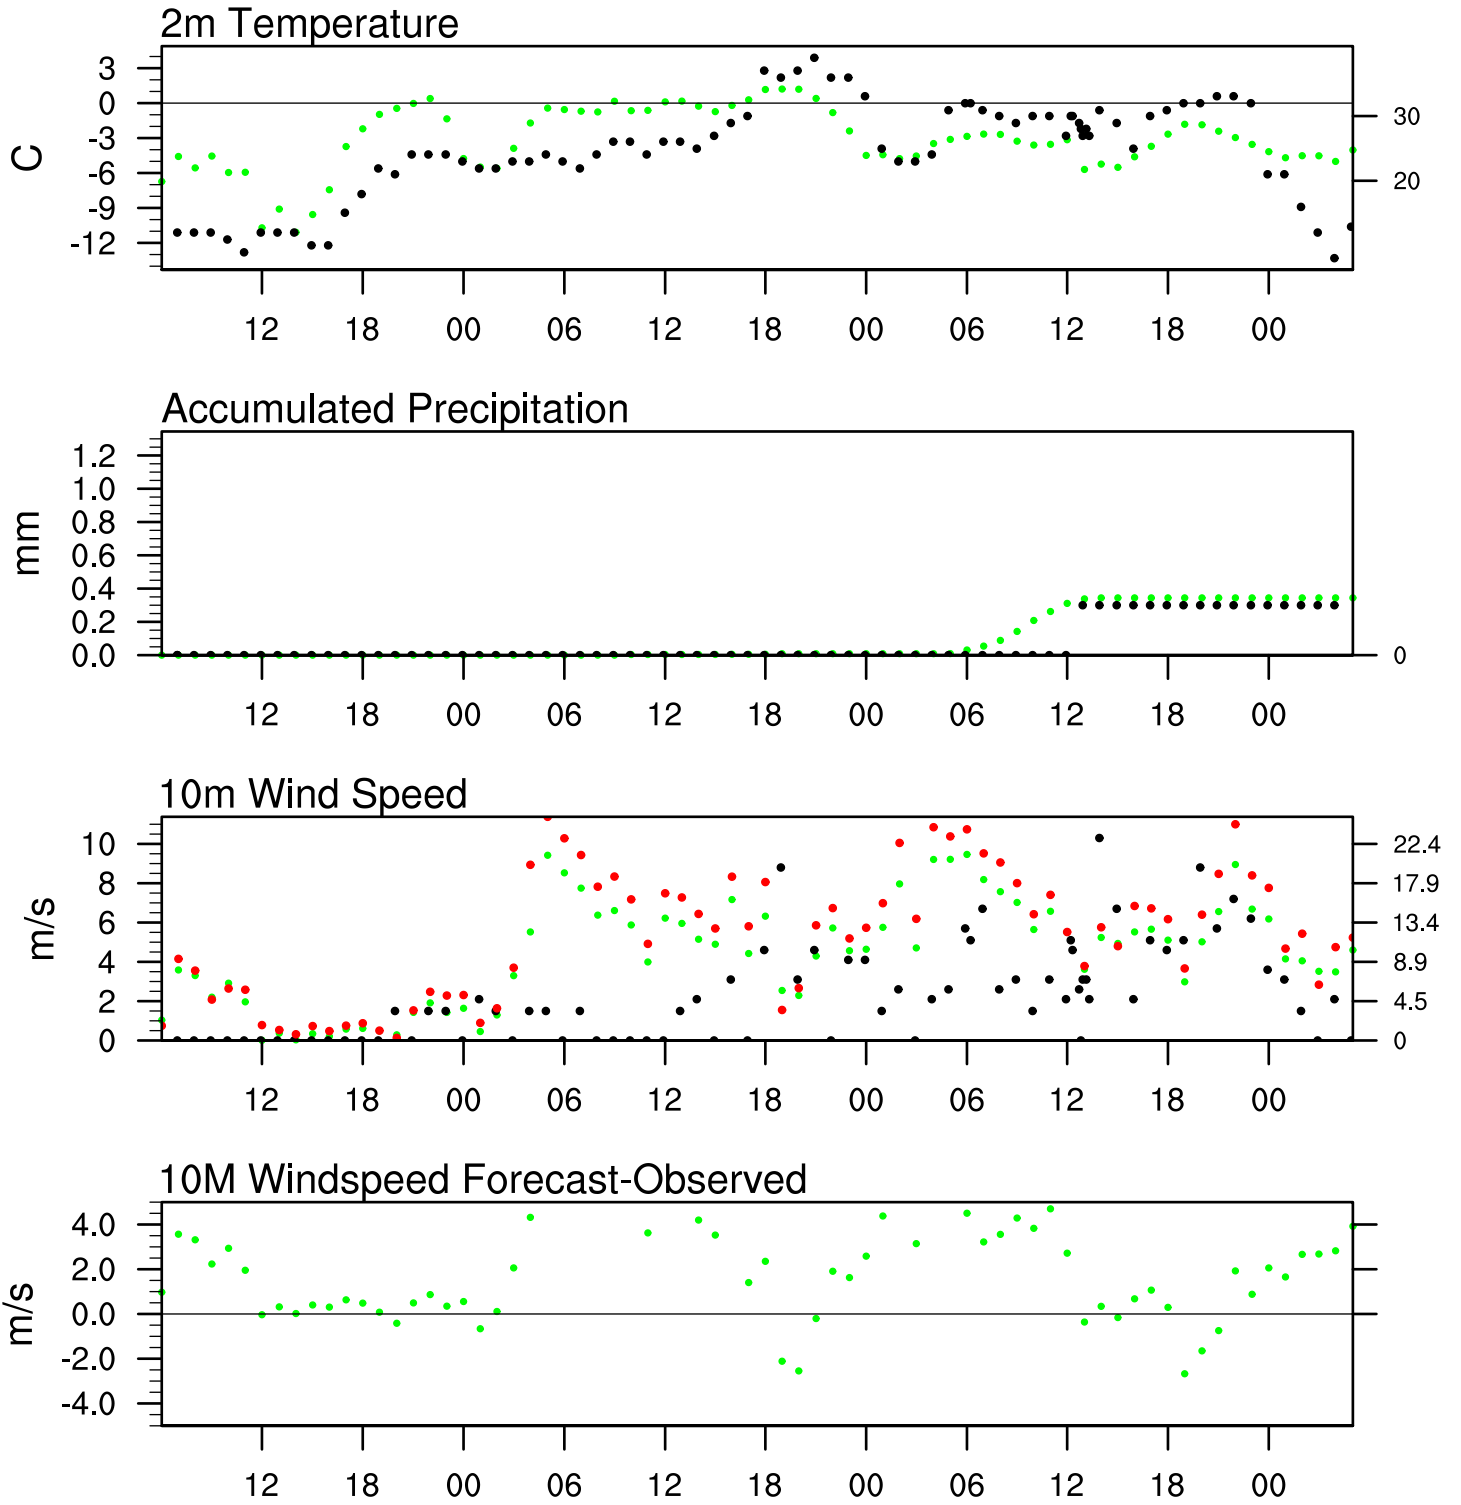 2m Temperature
3
0
-3
-6
-9
-12
C
30
20
12 18 00 06 12 18 00 06 12 18 00
Accumulated Precipitation
1.2
1.0
0.8
0.6
0.4
0.2
0.0
mm
0
12 18 00 06 12 18 00 06 12 18 00
10m Wind Speed
10
8
6
4
2
0
m/s
22.4
17.9
13.4
8.9
4.5
0
12 18 00 06 12 18 00 06 12 18 00
10M Windspeed Forecast-Observed
4.0
2.0
0.0
-2.0
-4.0
m/s
12 18 00 06 12 18 00 06 12 18 00